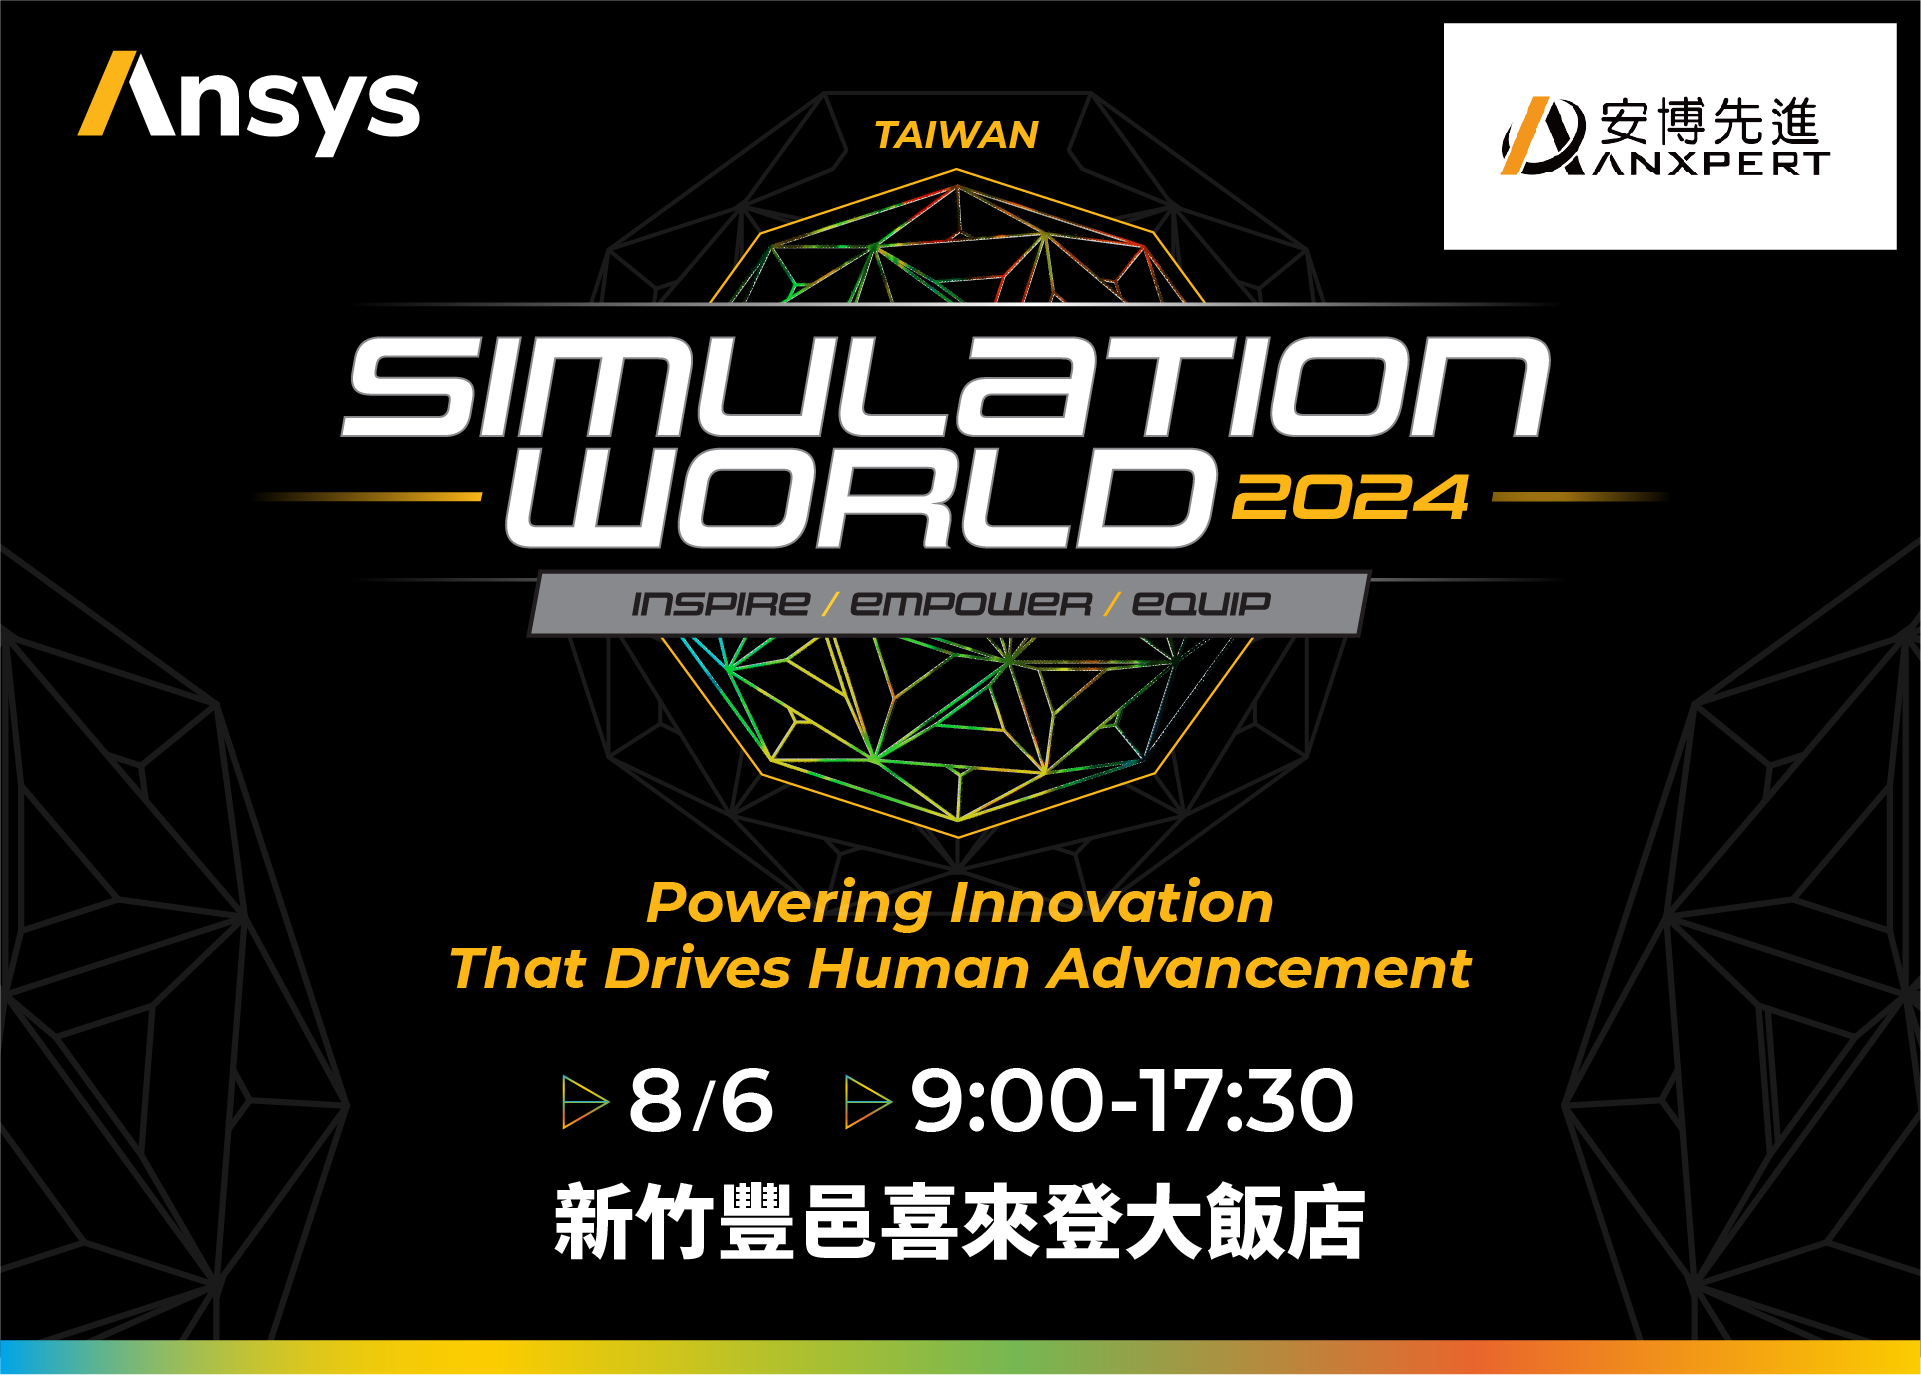 Ansys
安博先進
ANXPERT
TAIWAN
SIMULATION
WORLD 2024
INSPIRE / EMPOWER / EQUIP
Powering Innovation
That Drives Human Advancement
8/6 9:00-17:30
新竹豐邑喜來登大飯店